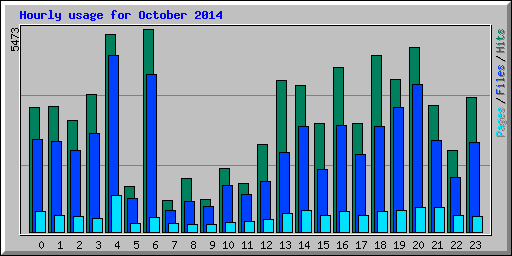 Hourly usage for October 2014
5473
Pages/Files/Hits
0 1 2 3 4 5 6 7 8 9 10 11 12 13 14 15 16 17 18 19 20 21 22 23